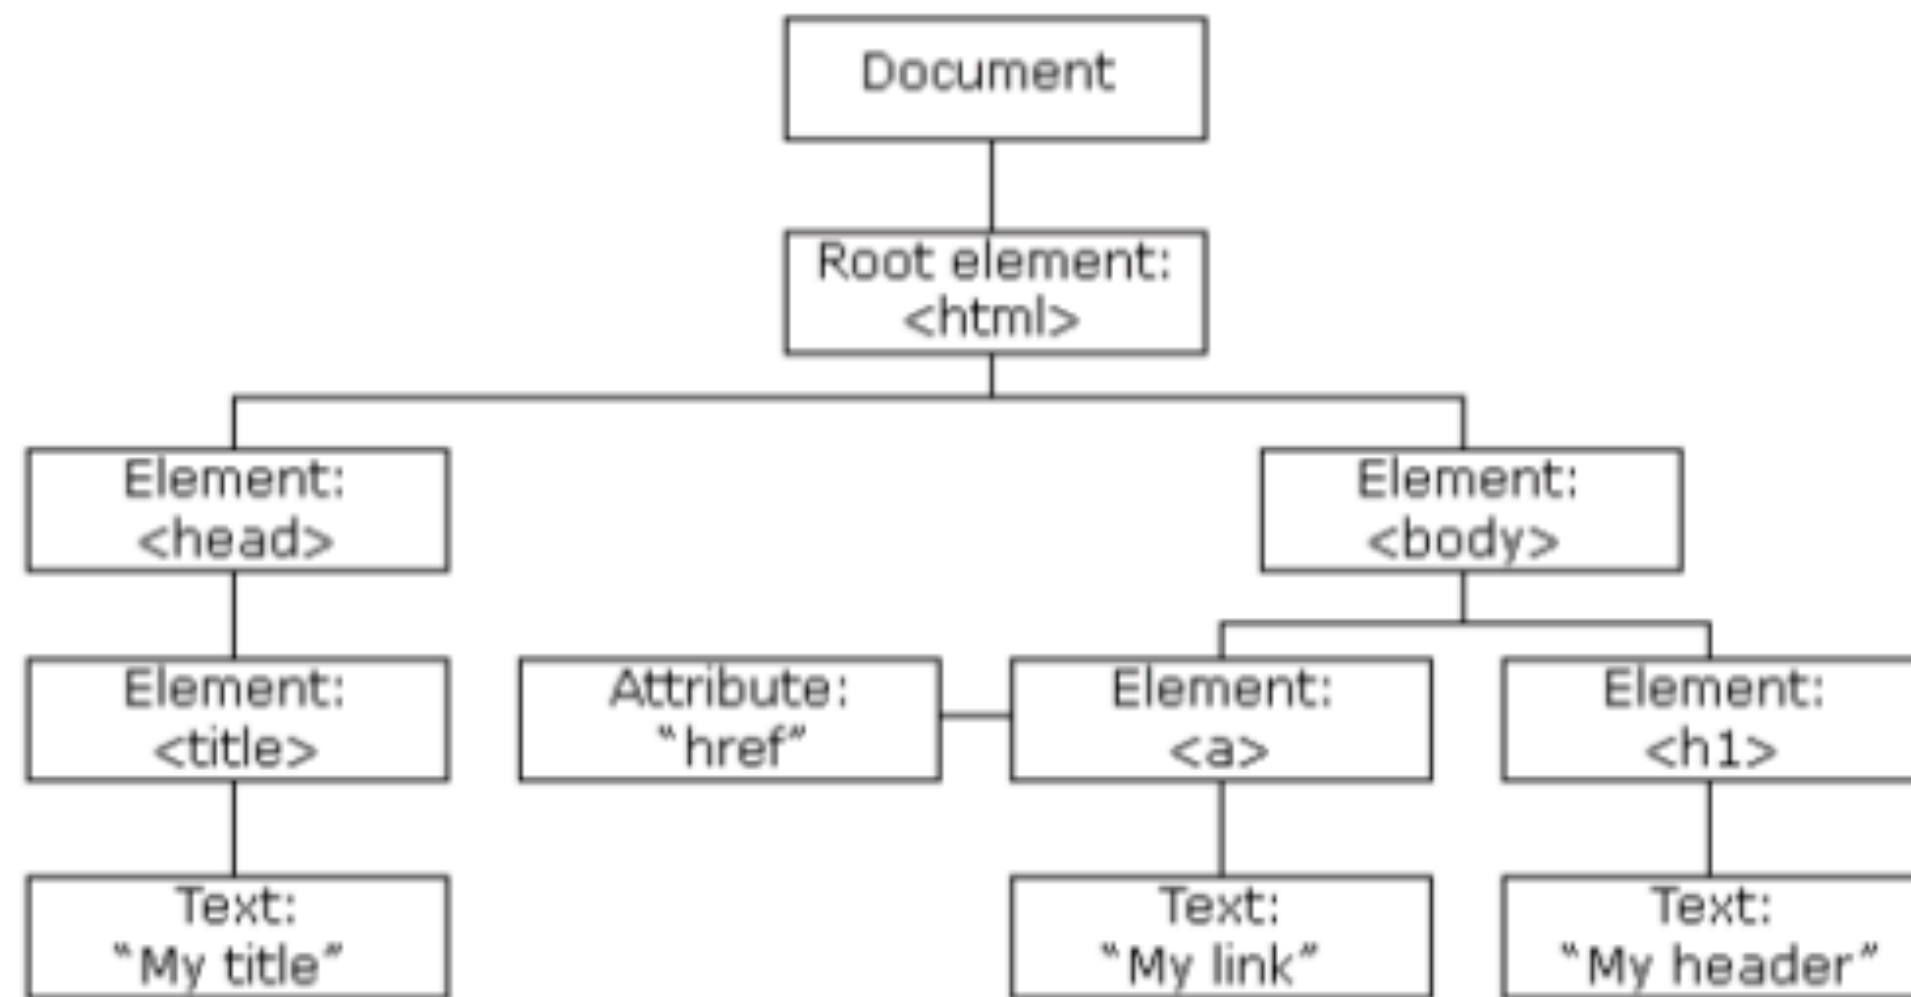 Document
Root element:
<html>
Element:
<head>
Element:
<body>
Element:
<title>
Attribute:
“href”
Element:
<a>
Element:
<h1>
Text:
“My title”
Text:
“My link”
Text:
“My header”